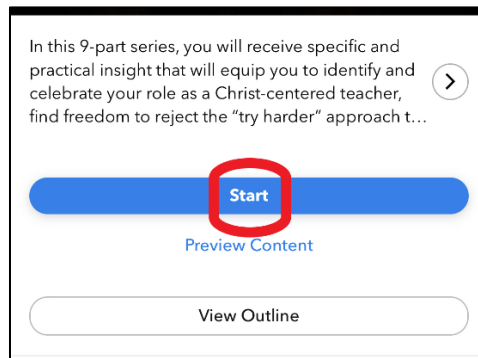 In this 9-part series, you will receive specific and
practical insight that will equip you to identify and
celebrate your role as a Christ-centered teacher,
find freedom to reject the “try harder” approach t…
Start
Preview Content
View Outline